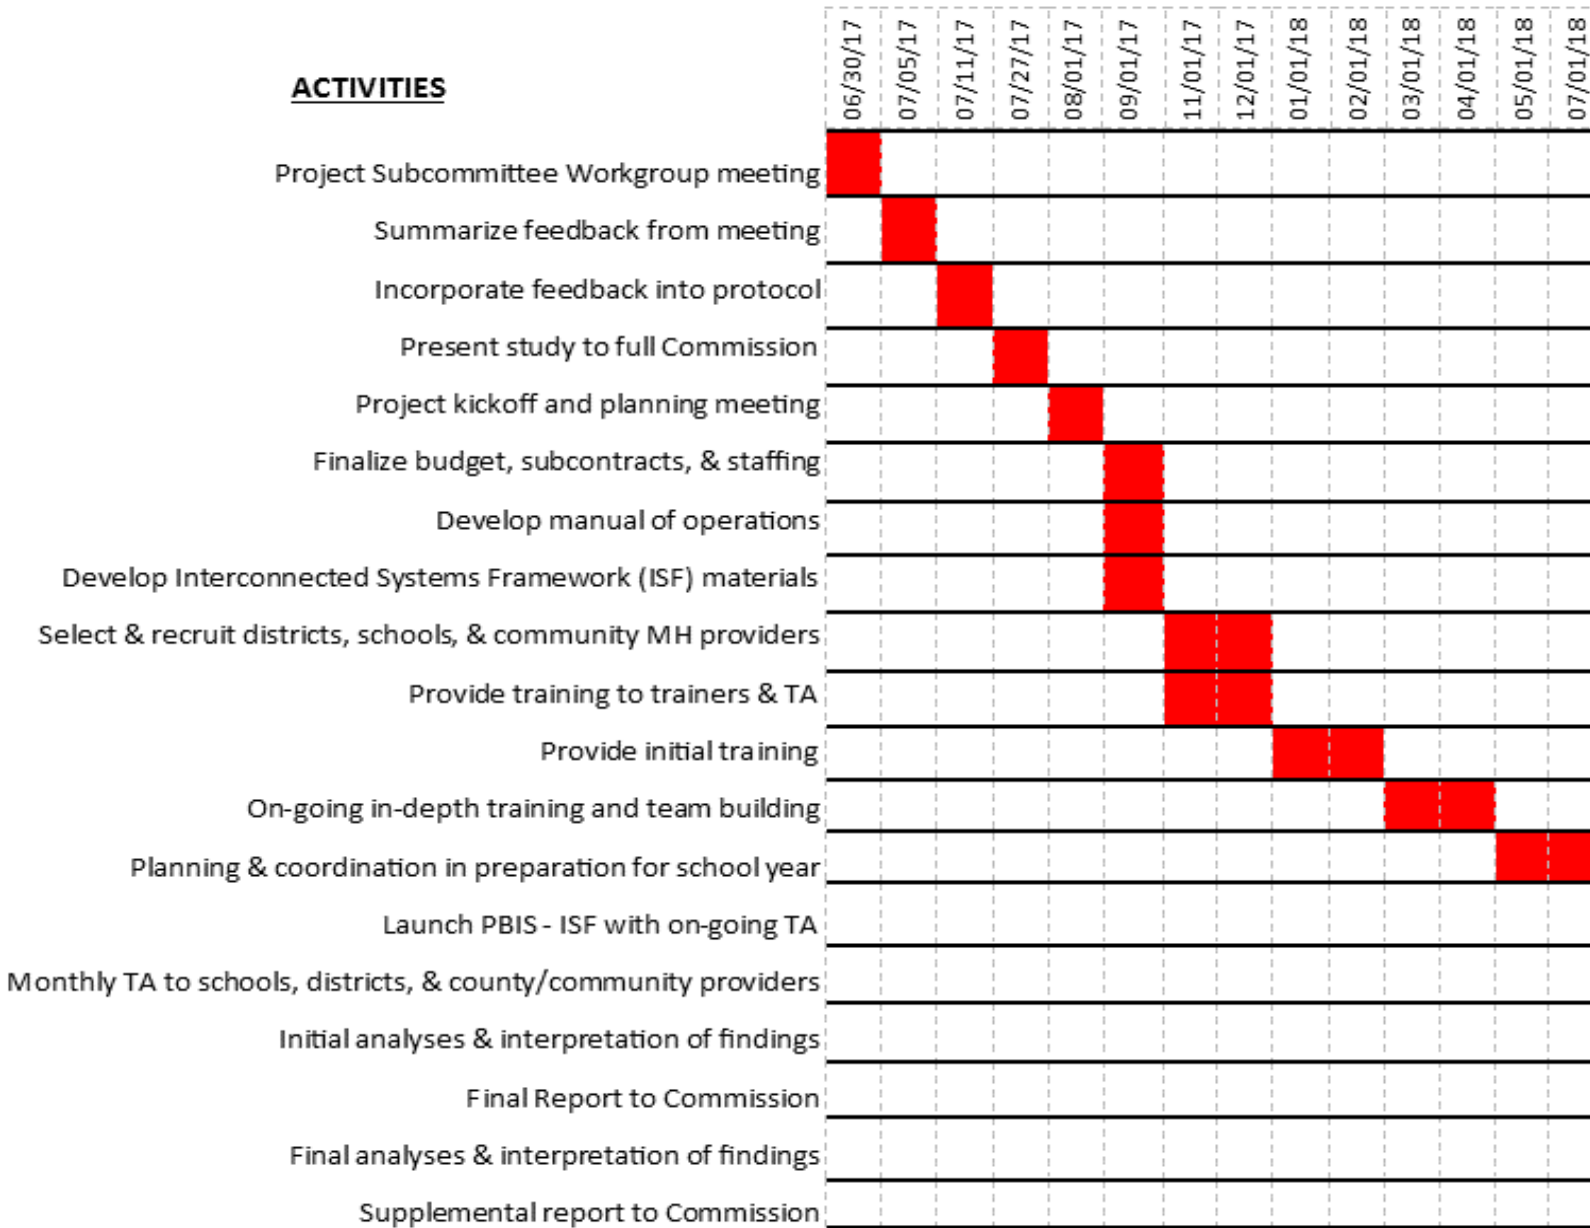 06/30/17
07/05/17
07/11/17
07/27/17
08/01/17
09/01/17
11/01/17
12/01/17
01/01/18
02/01/18
03/01/18
04/01/18
05/01/18
07/01/18
ACTIVITIES
Project Subcommittee Workgroup meeting
Summarize feedback from meeting
Incorporate feedback into protocol
Present study to full Commission
Project kickoff and planning meeting
Finalize budget, subcontracts, & staffing
Develop manual of operations
Develop Interconnected Systems Framework (ISF) materials
Select & recruit districts, schools, & community MH providers
Provide training to trainers & TA
Provide initial training
On-going in-depth training and team building
Planning & coordination in preparation for school year
Launch PBIS - ISF with on-going TA
Monthly TA to schools, districts, & county/community providers
Initial analyses & interpretation of findings
Final Report to Commission
Final analyses & interpretation of findings
Supplemental report to Commission